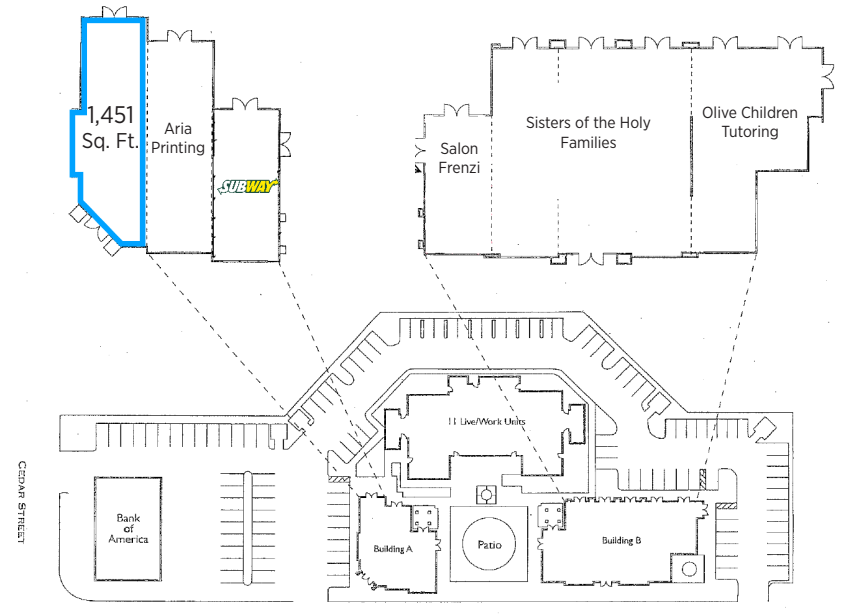 1,451
Sq. Ft.
Aria
Printing
SUBWAY
Salon
Frenzi
Sisters of the Holy
Families
Olive Children
Tutoring
11 Live/Work Units
CEDAR STREET
Bank
of
America
Building A
Patio
Building B